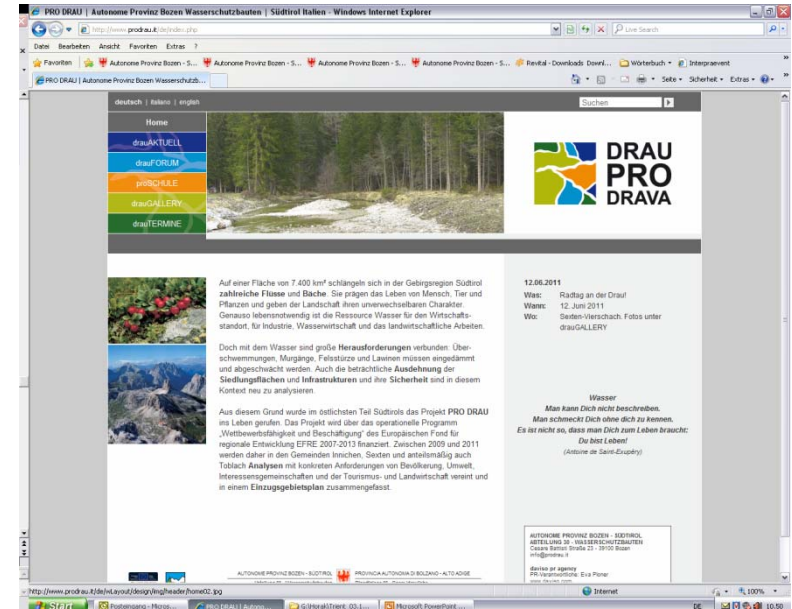 PRO DRAU | Autonome Provinz Bozen Wasserschutzbauten | Südtirol Italien - Windows Internet Explorer
http://www.prodrau.it/de/index.php
Live Search
Datei Bearbeiten Ansicht Favoriten Extras ?
Favoriten Autonome Provinz Bozen - S... Autonome Provinz Bozen - S... Autonome Provinz Bozen - S... Autonome Provinz Bozen - S... Revital - Downloads Downl... Wörterbuch Interpraevent
PRO DRAU | Autonome Provinz Bozen Wasserschutzb...
Seite Sicherheit Extras
deutsch | italiano | english
Suchen
Home
drauAKTUELL
drauFORUM
proSCHULE
drauGALLERY
drauTERMINE
DRAU
PRO
DRAVA
Auf einer Fläche von 7.400 km² schlängeln sich in der Gebirgsregion Südtirol
zahlreiche Flüsse und Bäche. Sie prägen das Leben von Mensch, Tier und
Pflanzen und geben der Landschaft ihren unverwechselbaren Charakter.
Genauso lebensnotwendig ist die Ressource Wasser für den Wirtschafts-
standort, für Industrie, Wasserwirtschaft und das landwirtschaftliche Arbeiten.
Doch mit dem Wasser sind große Herausforderungen verbunden: Über-
schwemmungen, Murgänge, Felsstürze und Lawinen müssen eingedämmt
und abgeschwächt werden. Auch die beträchtliche Ausdehnung der
Siedlungsflächen und Infrastrukturen und ihre Sicherheit sind in diesem
Kontext neu zu analysieren.
Aus diesem Grund wurde im östlichsten Teil Südtirols das Projekt PRO DRAU
ins Leben gerufen. Das Projekt wird über das operationelle Programm
„Wettbewerbsfähigkeit und Beschäftigung" des Europäischen Fond für
regionale Entwicklung EFRE 2007-2013 finanziert. Zwischen 2009 und 2011
werden daher in den Gemeinden Innichen, Sexten und anteilsmäßig auch
Toblach Analysen mit konkreten Anforderungen von Bevölkerung, Umwelt,
Interessensgemeinschaften und der Tourismus- und Landwirtschaft vereint und
in einem Einzugsgebietsplan zusammengefasst.
12.06.2011
Was: Radtag an der Drau!
Wann: 12. Juni 2011
Wo: Sexten-Vierschach. Fotos unter
drauGALLERY
Wasser
Man kann Dich nicht beschreiben.
Man schmeckt Dich ohne dich zu kennen.
Es ist nicht so, dass man Dich zum Leben braucht:
Du bist Leben!
(Antoine de Saint-Exupéry)
AUTONOME PROVINZ BOZEN - SÜDTIROL
ABTEILUNG 30 - WASSERSCHUTZBAUTEN
Cesare Battisti Straße 23 - 39100 Bozen
info@prodrau.it
daviso pr agency
PR-Verantwortliche: Eva Ploner
AUTONOME PROVINZ BOZEN - SÜDTIROL PROVINCIA AUTONOMA DI BOLZANO - ALTO ADIGE
http://www.prodrau.it/de/wLayout/design/img/header/home02.jpg
Internet
100%
Start Posteingang - Micros... PRO DRAU | Auton... Microsoft PowerPoint ...
DE 10.50